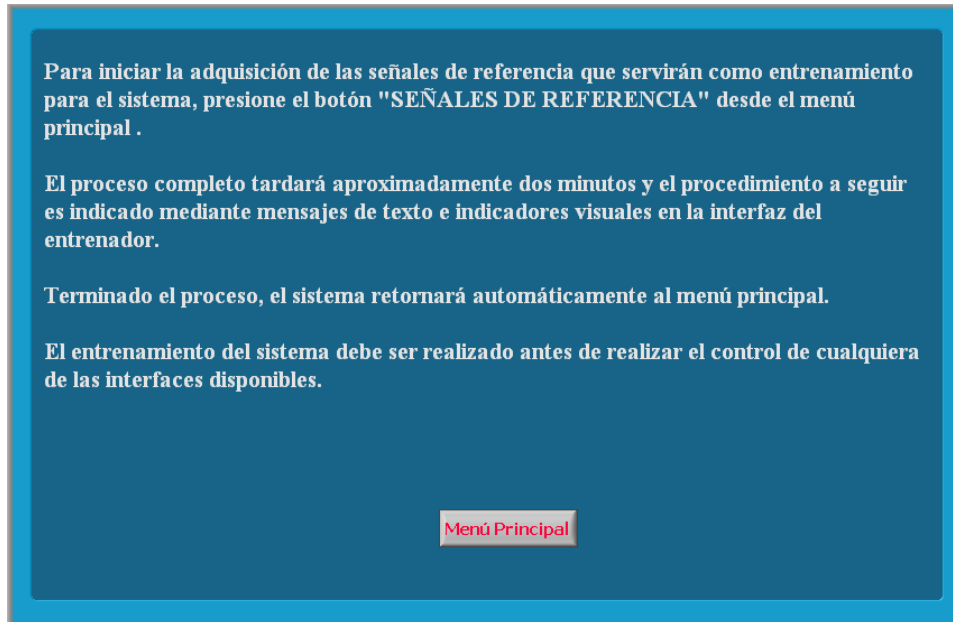 Para iniciar la adquisición de las señales de referencia que servirán como entrenamiento
para el sistema, presione el botón "SEÑALES DE REFERENCIA" desde el menú
principal .
El proceso completo tardará aproximadamente dos minutos y el procedimiento a seguir
es indicado mediante mensajes de texto e indicadores visuales en la interfaz del
entrenador.
Terminado el proceso, el sistema retornará automáticamente al menú principal.
El entrenamiento del sistema debe ser realizado antes de realizar el control de cualquiera
de las interfaces disponibles.
Menú Principal